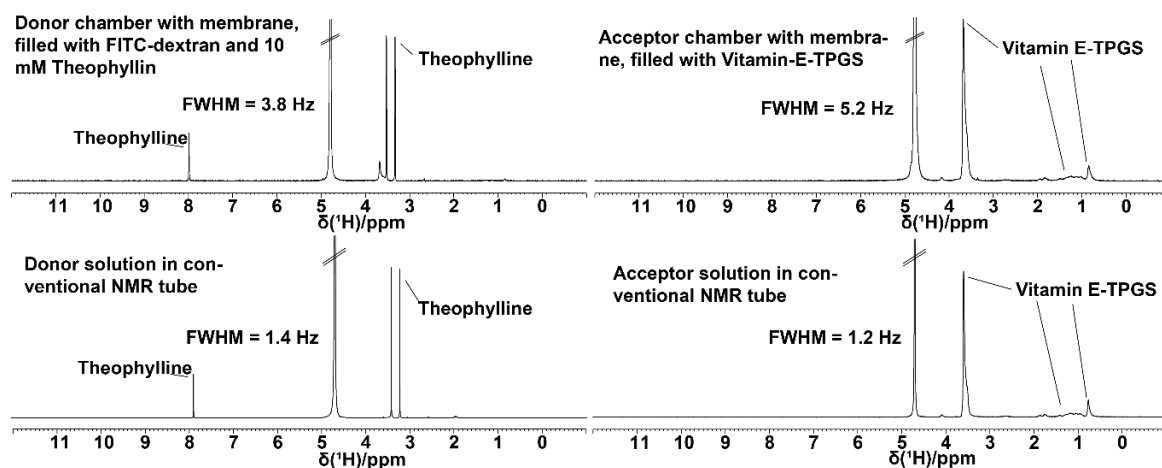 Donor chamber with membrane,
filled with FITC-dextran and 10
mM Theophyllin
Theophylline
FWHM = 3.8 Hz
Theophylline
11 10 9 8 7 6 5 4 3 2 1 0
δ(¹H)/ppm
Acceptor chamber with membra-
ne, filled with Vitamin-E-TPGS
Vitamin E-TPGS
FWHM = 5.2 Hz
11 10 9 8 7 6 5 4 3 2 1 0
δ(¹H)/ppm
Donor solution in con-
ventional NMR tube
Theophylline
FWHM = 1.4 Hz
Theophylline
11 10 9 8 7 6 5 4 3 2 1 0
δ(¹H)/ppm
Acceptor solution in con-
ventional NMR tube
Vitamin E-TPGS
FWHM = 1.2 Hz
11 10 9 8 7 6 5 4 3 2 1 0
δ(¹H)/ppm